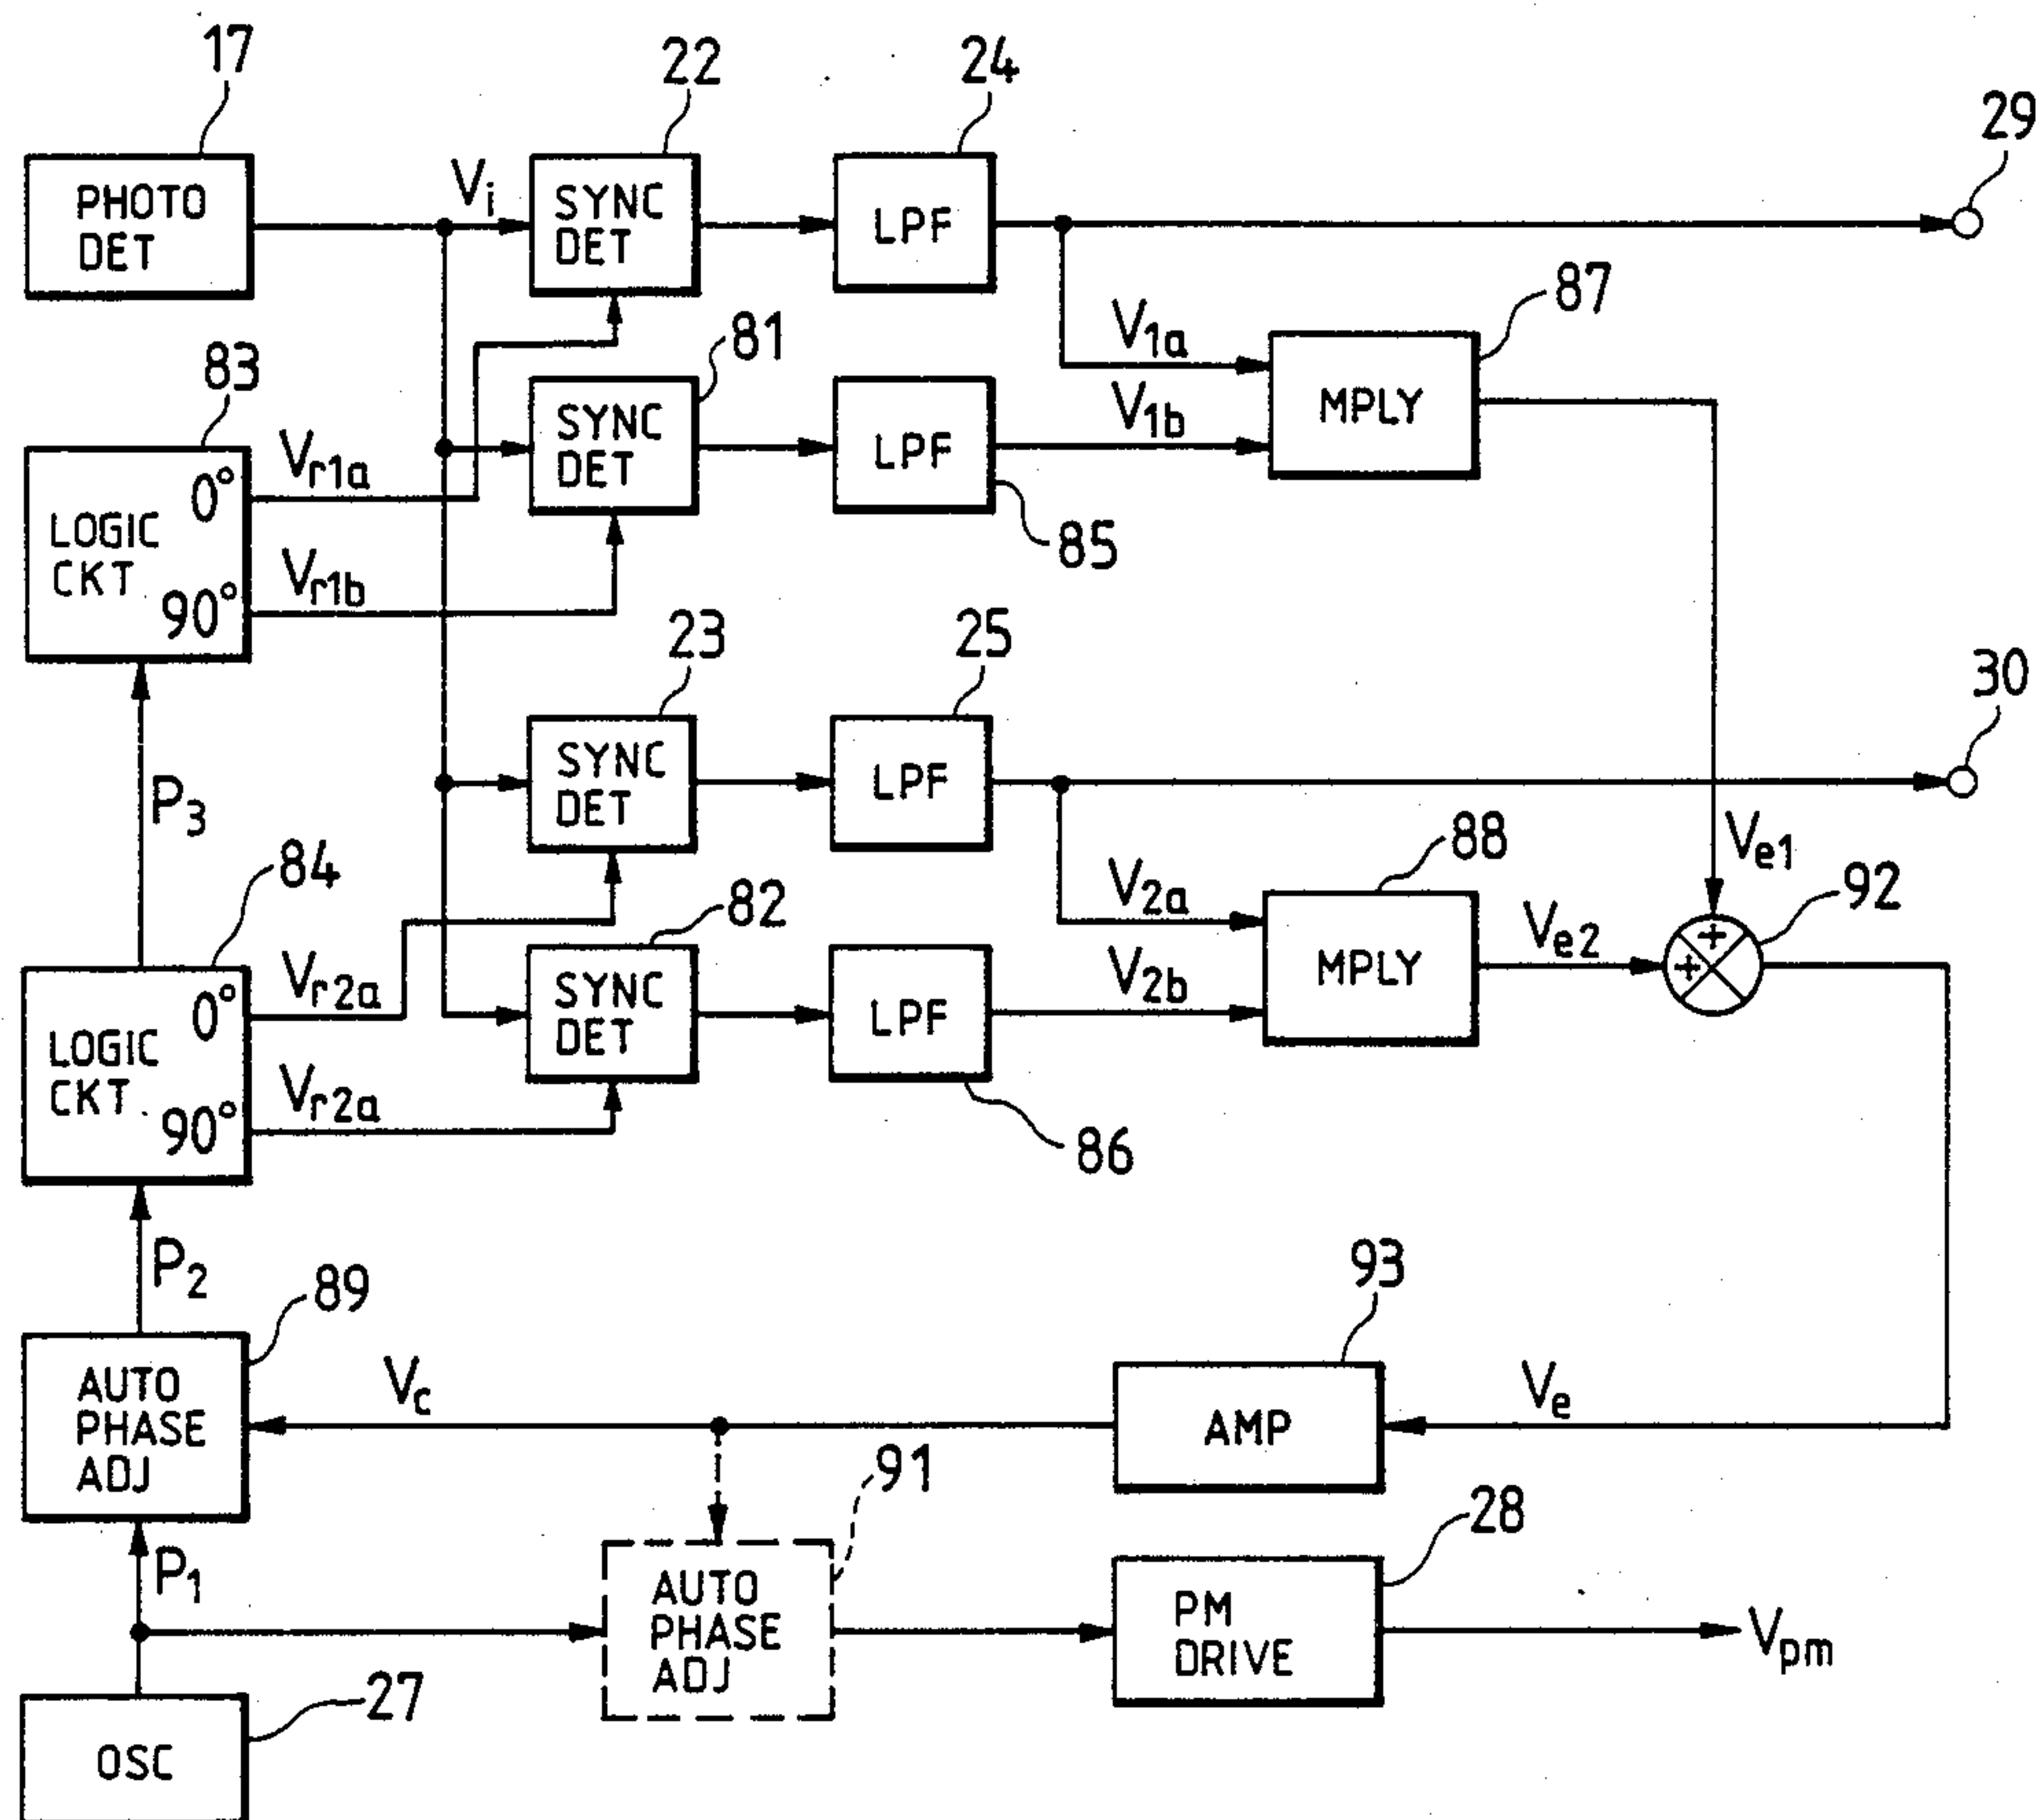 17
22
24
29
PHOTO
DET
Vi
SYNC
DET
LPF
87
83
81
V1a
MPLY
SYNC
DET
LPF
V1b
LOGIC
CKT
0°
90°
Vr1a
Vr1b
85
23
25
30
P3
SYNC
DET
LPF
84
82
88
Ve1
92
V2a
LOGIC
CKT
0°
90°
Vr2a
Vr2a
SYNC
DET
LPF
V2b
MPLY
Ve2
+
+
86
P2
89
93
AUTO
PHASE
ADJ
Vc
AMP
Ve
91
28
P1
AUTO
PHASE
ADJ
PM
DRIVE
Vpm
27
OSC